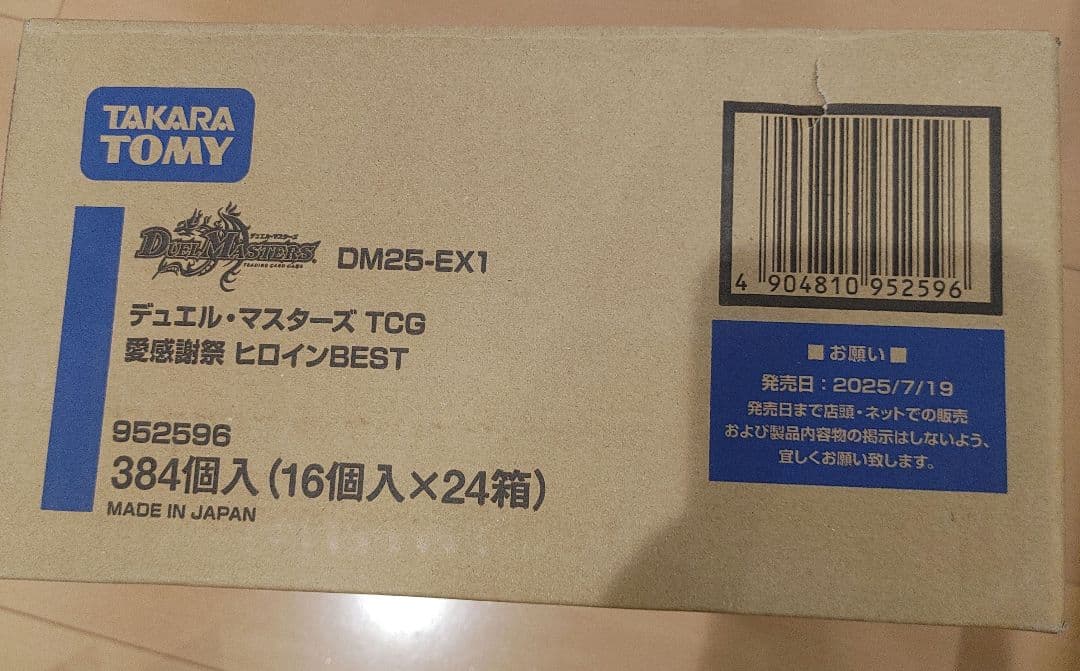 TAKARA
TOMY
デュエル・マスターズ
DUEL MASTERS
TRADING CARD GAME
DM25-EX1
デュエル・マスターズ TCG
愛感謝祭 ヒロインBEST
952596
384個入(16個入×24箱)
MADE IN JAPAN
4 904810 952596
■お願い■
発売日:2025/7/19
発売日まで店頭・ネットでの販売
および製品内容物の掲示はしないよう、
宜しくお願い致します。